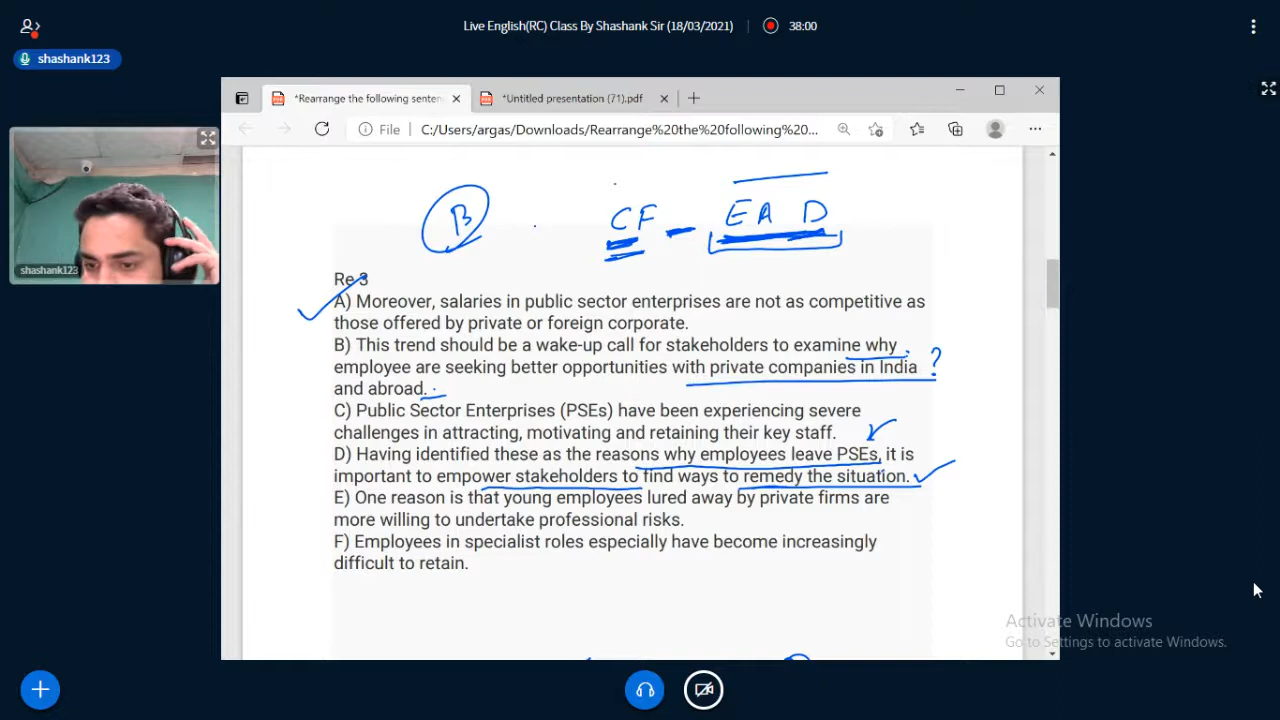 Live English(RC) Class By Shashank Sir (18/03/2021)
38:00
shashank123
*Rearrange the following senten
*Untitled presentation (71).pdf
File
C:/Users/argas/Downloads/Rearrange%20the%20following%20...
shashank123
B CF - EA D
Re 3
A) Moreover, salaries in public sector enterprises are not as competitive as
those offered by private or foreign corporate.
B) This trend should be a wake-up call for stakeholders to examine why
employee are seeking better opportunities with private companies in India ?
and abroad.
C) Public Sector Enterprises (PSEs) have been experiencing severe
challenges in attracting, motivating and retaining their key staff.
D) Having identified these as the reasons why employees leave PSEs, it is
important to empower stakeholders to find ways to remedy the situation.
E) One reason is that young employees lured away by private firms are
more willing to undertake professional risks.
F) Employees in specialist roles especially have become increasingly
difficult to retain.
Activate Windows
Go to Settings to activate Windows.